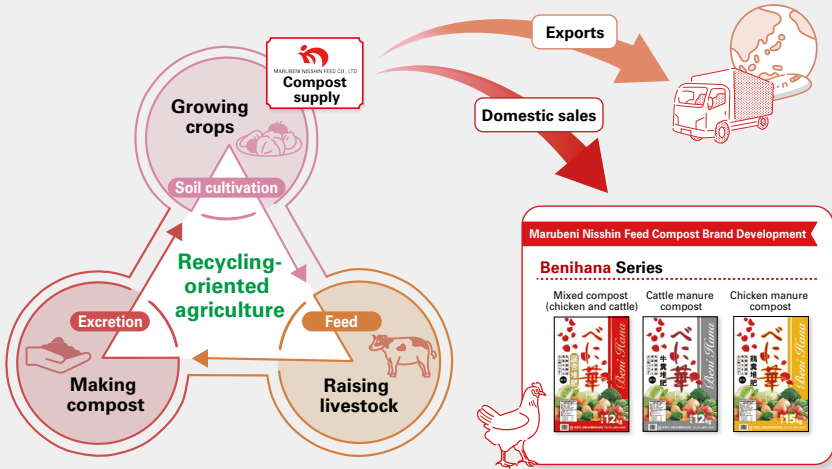 MARUBENI NISSHIN FEED CO., LTD.
Compost
supply
Exports
Domestic sales
Growing
crops
Soil cultivation
Recycling-
oriented
agriculture
Excretion
Feed
Making
compost
Raising
livestock
Marubeni Nisshin Feed Compost Brand Development
Benihana Series
Mixed compost
(chicken and cattle)
Cattle manure
compost
Chicken manure
compost
べに華
Beni Hana
12kg
べに華
牛糞堆肥
Beni Hana
12kg
べに華
鶏糞堆肥
Beni Hana
15kg